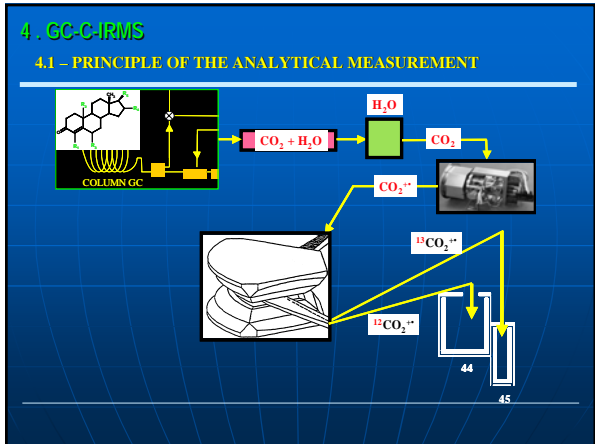 4 . GC-C-IRMS
4.1 – PRINCIPLE OF THE ANALYTICAL MEASUREMENT
H₂O
CO₂ + H₂O
CO₂
COLUMN GC
CO₂⁺•
¹³CO₂⁺•
¹²CO₂⁺•
44
45